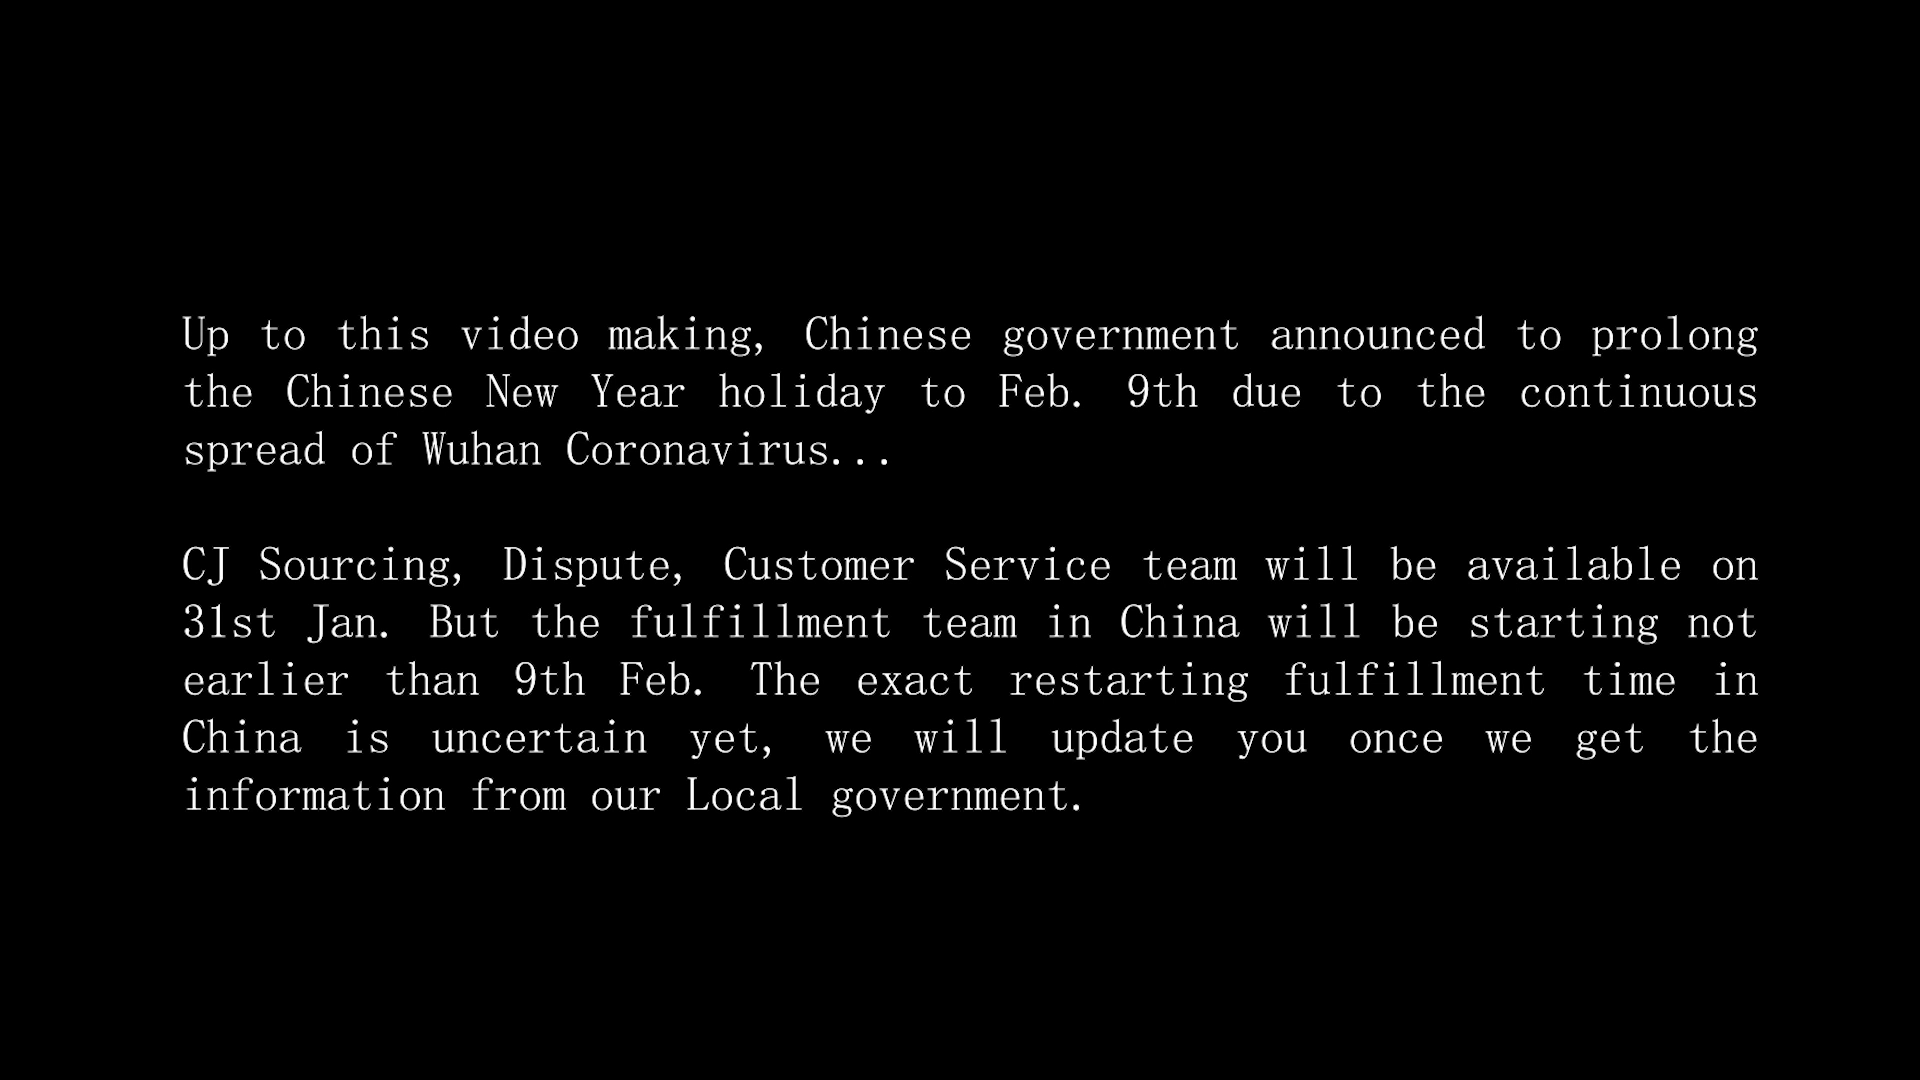 Up to this video making, Chinese government announced to prolong
the Chinese New Year holiday to Feb. 9th due to the continuous
spread of Wuhan Coronavirus...
CJ Sourcing, Dispute, Customer Service team will be available on
31st Jan. But the fulfillment team in China will be starting not
earlier than 9th Feb. The exact restarting fulfillment time in
China is uncertain yet, we will update you once we get the
information from our Local government.